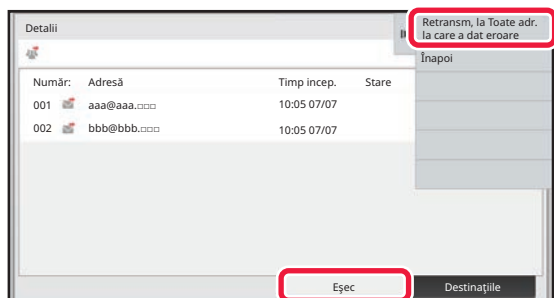 Detalii
Retransm, la Toate adr.
la care a dat eroare
Înapoi
Număr: Adresă Timp incep. Stare
001 aaa@aaa.□□□ 10:05 07/07
002 bbb@bbb.□□□ 10:05 07/07
Eşec Destinaţiile